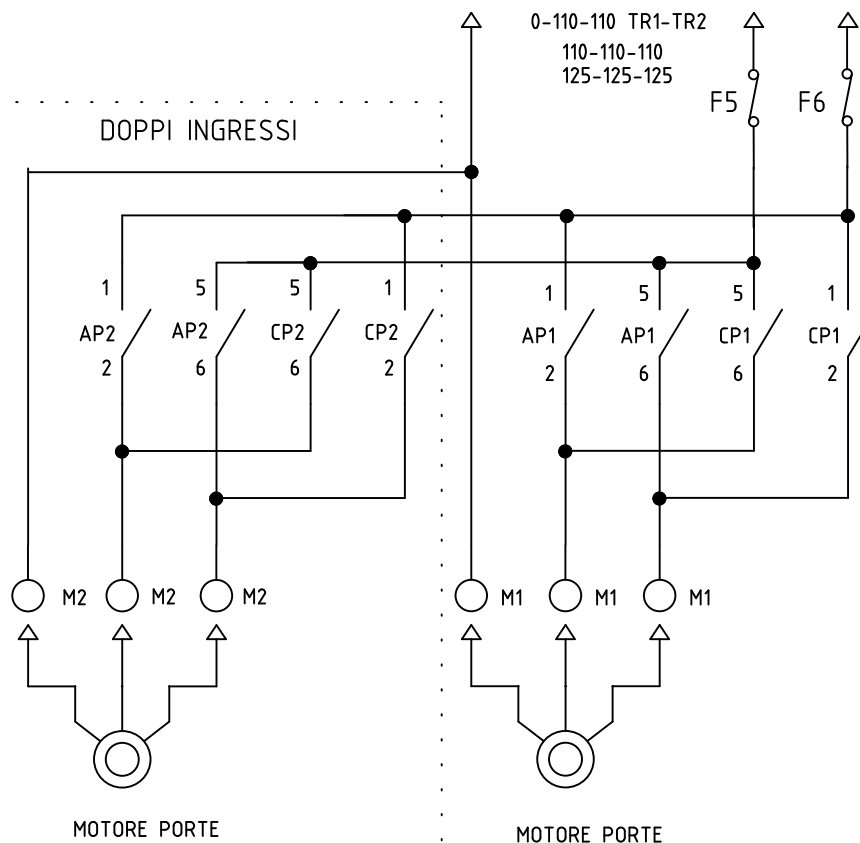 0-110-110 TR1-TR2
110-110-110
125-125-125
F5
F6
DOPPI INGRESSI
1
5
5
1
1
5
5
1
AP2
AP2
CP2
CP2
AP1
AP1
CP1
CP1
2
6
6
2
2
6
6
2
M2
M2
M2
M1
M1
M1
MOTORE PORTE
MOTORE PORTE